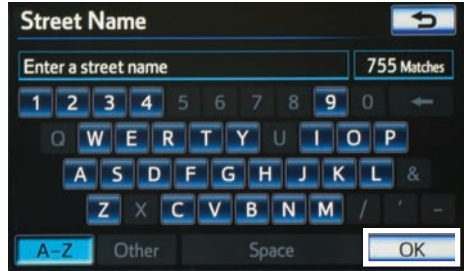 Street Name
Enter a street name 755 Matches
1 2 3 4 5 6 7 8 9 0 ←
Q W E R T Y U I O P
A S D F G H J K L &
Z X C V B N M / ' -
A-Z Other Space OK